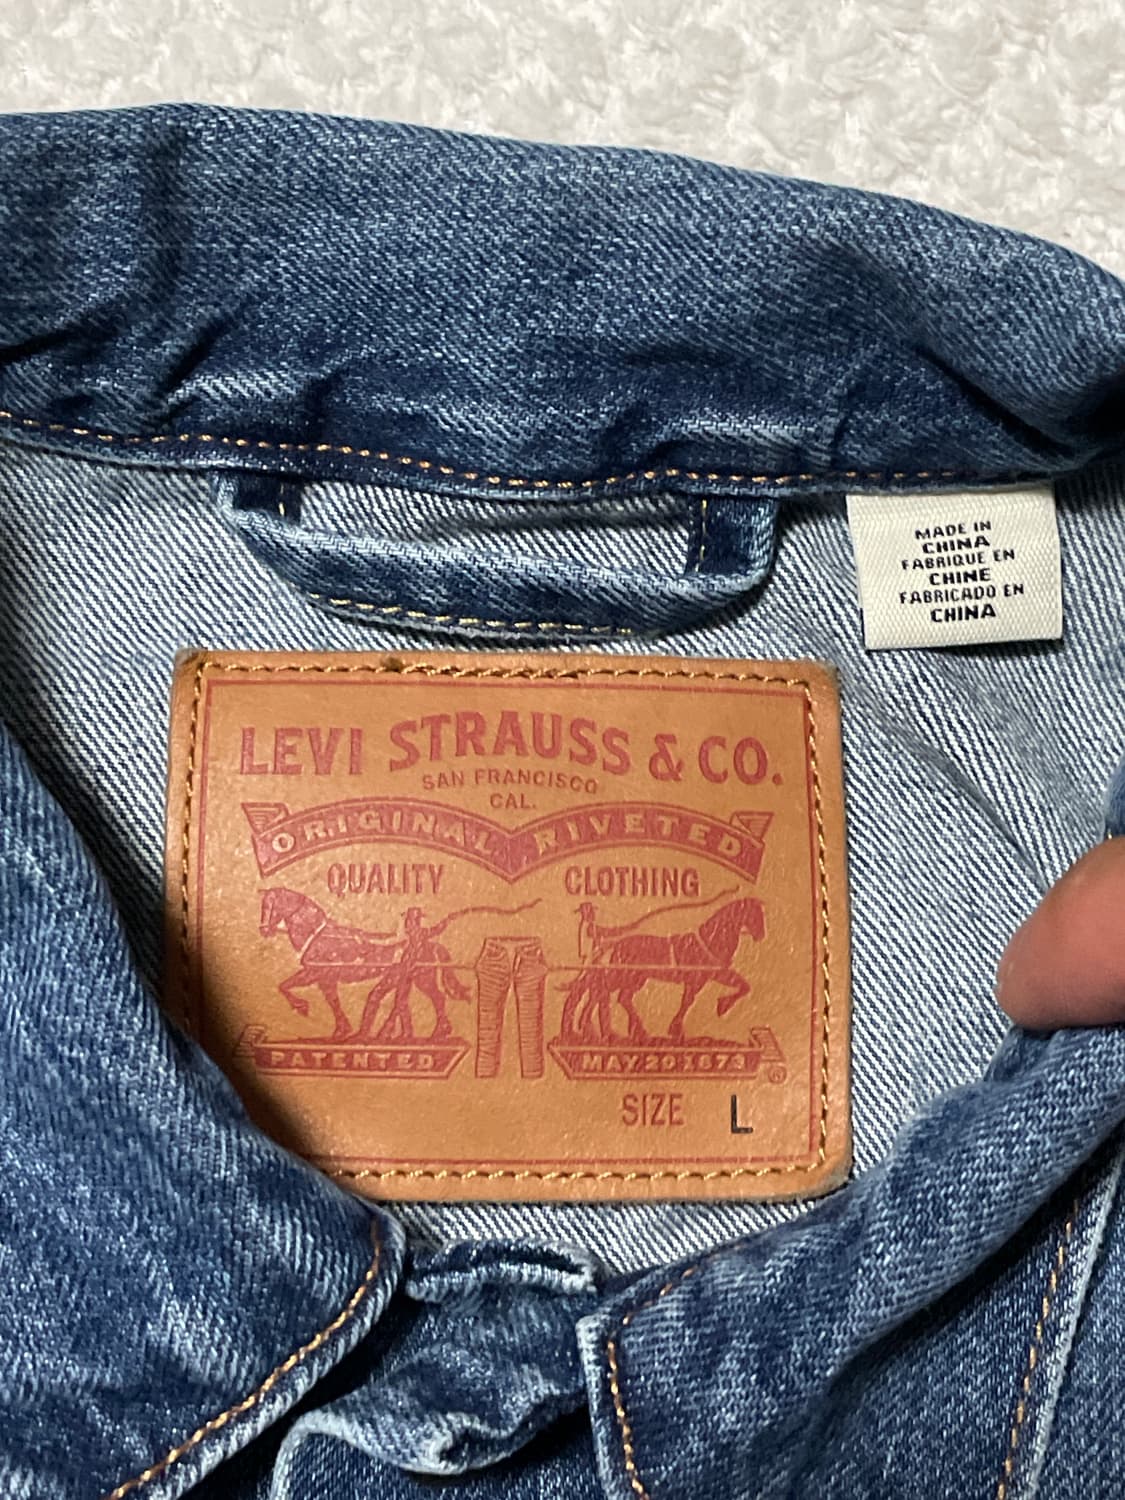 MADE IN
CHINA
FABRIQUE EN
CHINE
FABRICADO EN
CHINA
LEVI STRAUSS & CO.
SAN FRANCISCO
CAL.
ORIGINAL RIVETED
QUALITY CLOTHING
PATENTED MAY 20 1873
®
SIZE L